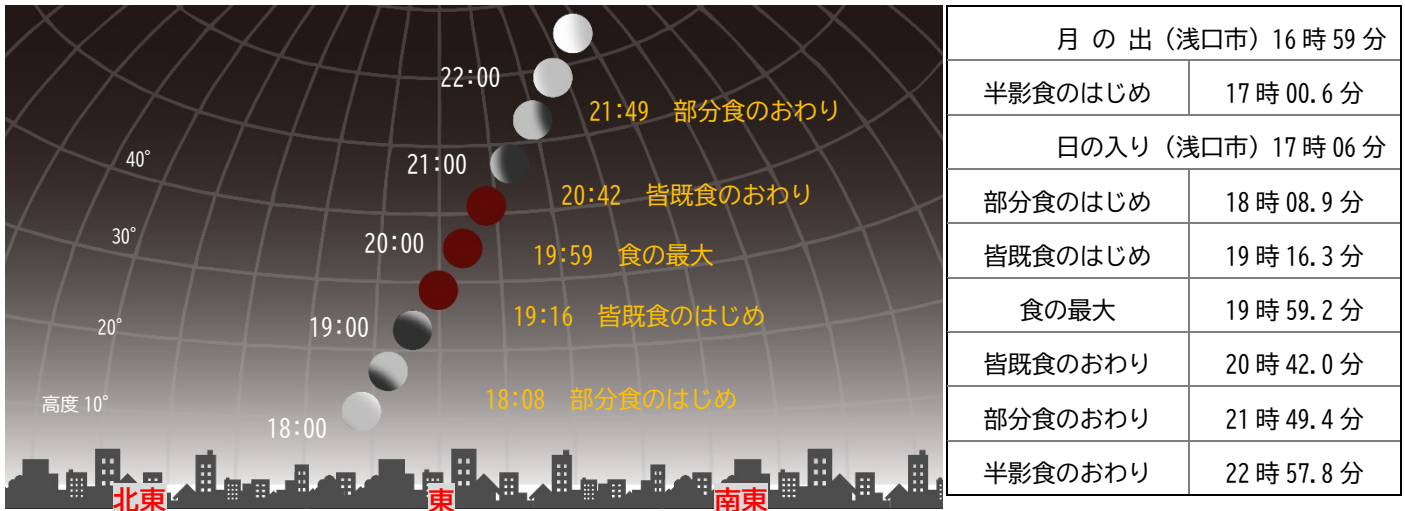 22:00
21:49 部分食のおわり
40°
21:00
20:42 皆既食のおわり
30°
20:00
19:59 食の最大
19:16 皆既食のはじめ
20°
19:00
18:08 部分食のはじめ
高度 10°
18:00
北東
東
南東
月 の 出（浅口市）16 時 59 分
半影食のはじめ 17 時 00.6 分
日の入り（浅口市）17 時 06 分
部分食のはじめ 18 時 08.9 分
皆既食のはじめ 19 時 16.3 分
食の最大 19 時 59.2 分
皆既食のおわり 20 時 42.0 分
部分食のおわり 21 時 49.4 分
半影食のおわり 22 時 57.8 分